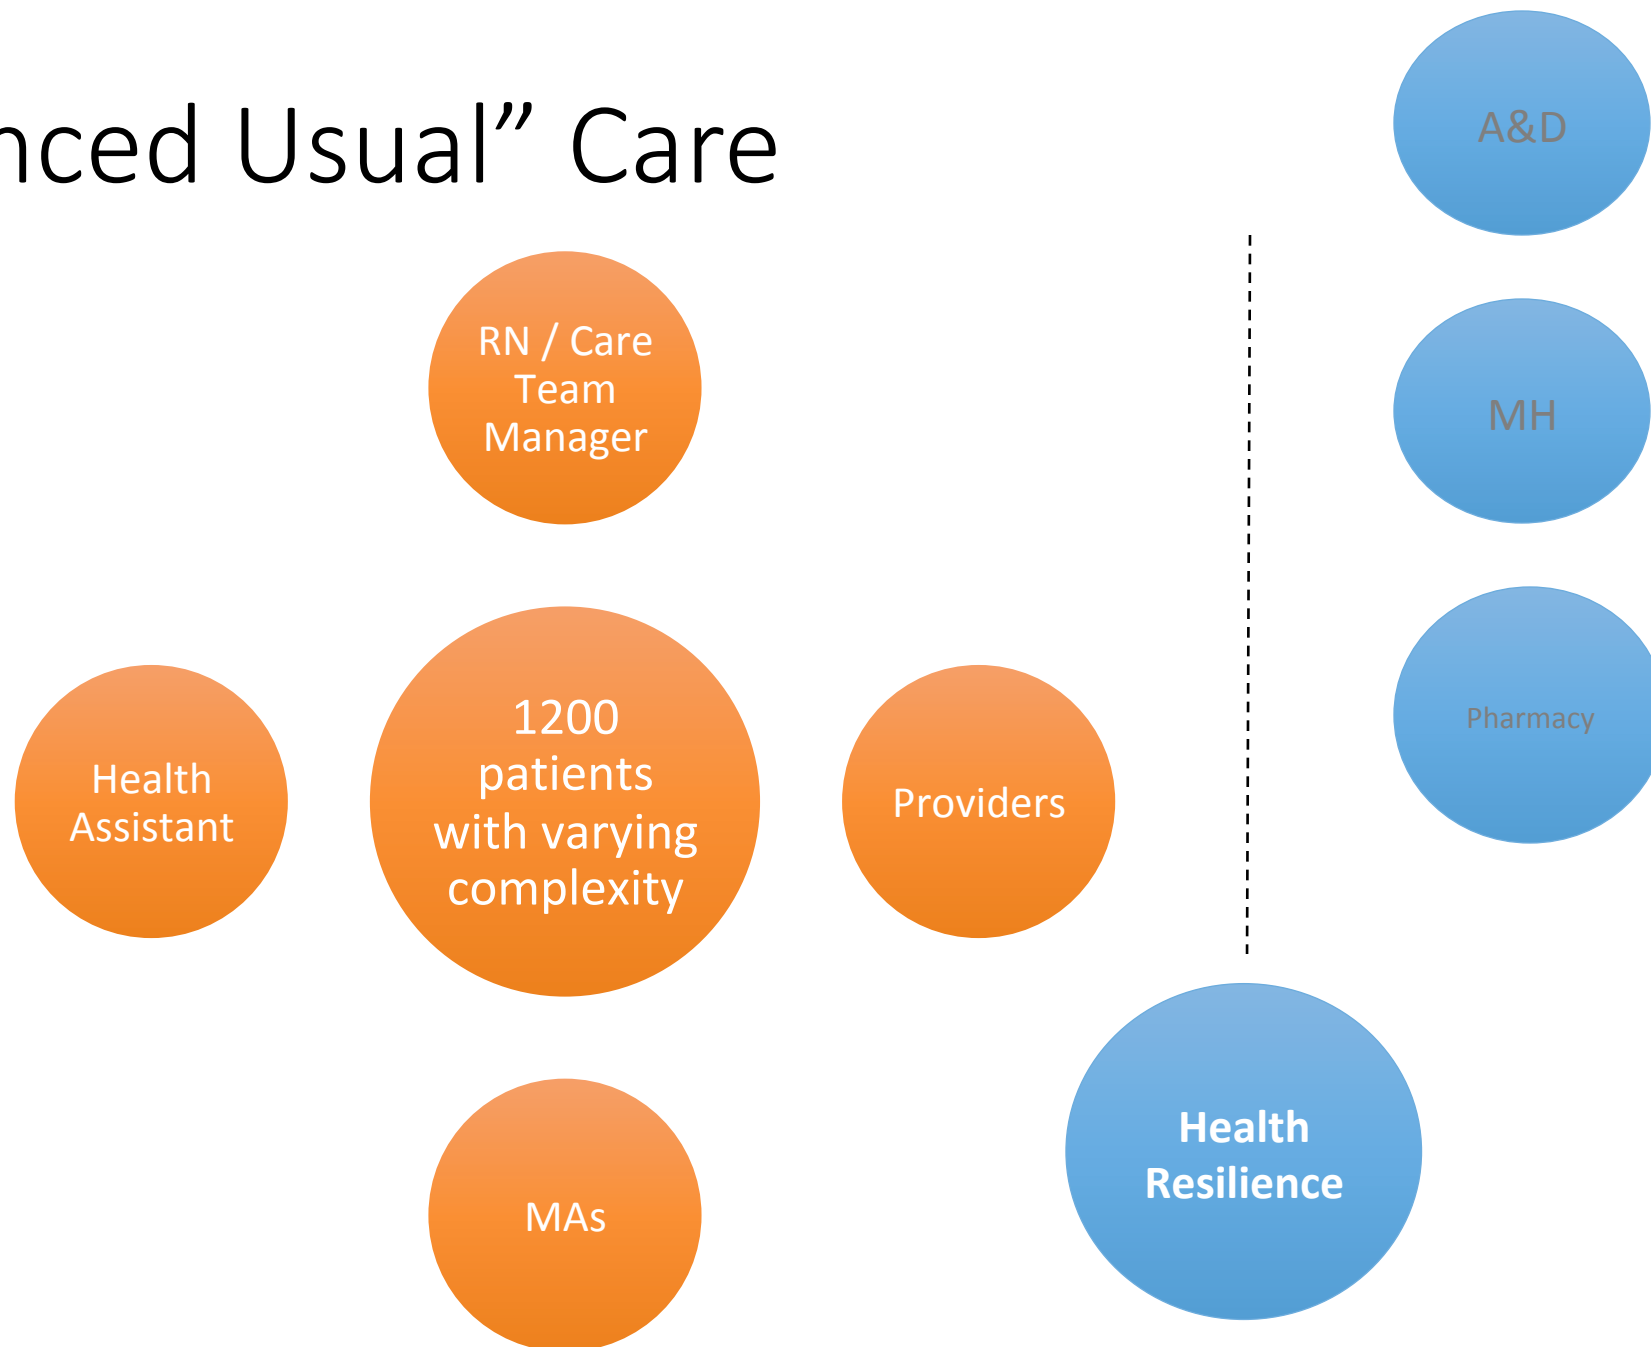 nced Usual” Care
A&D
RN / Care
Team
Manager
MH
1200
patients
with varying
complexity
Health
Assistant
Providers
Pharmacy
Health
Resilience
MAs